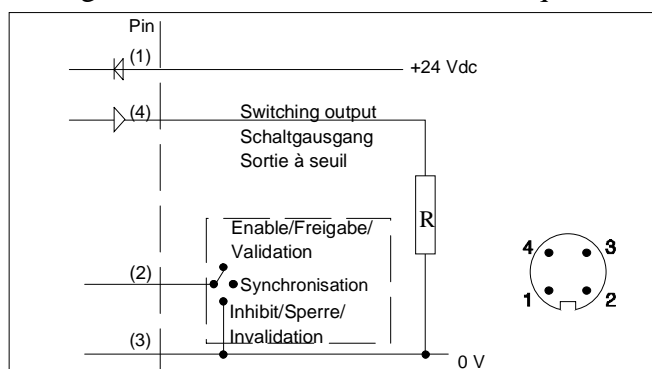 Pin
(1)
+24 Vdc
(4)
Switching output
Schaltgausgang
Sortie à seuil
R
Enable/Freigabe/
Validation
(2)
Synchronisation
Inhibit/Sperre/
Invalidation
(3)
0 V
4
3
1
2